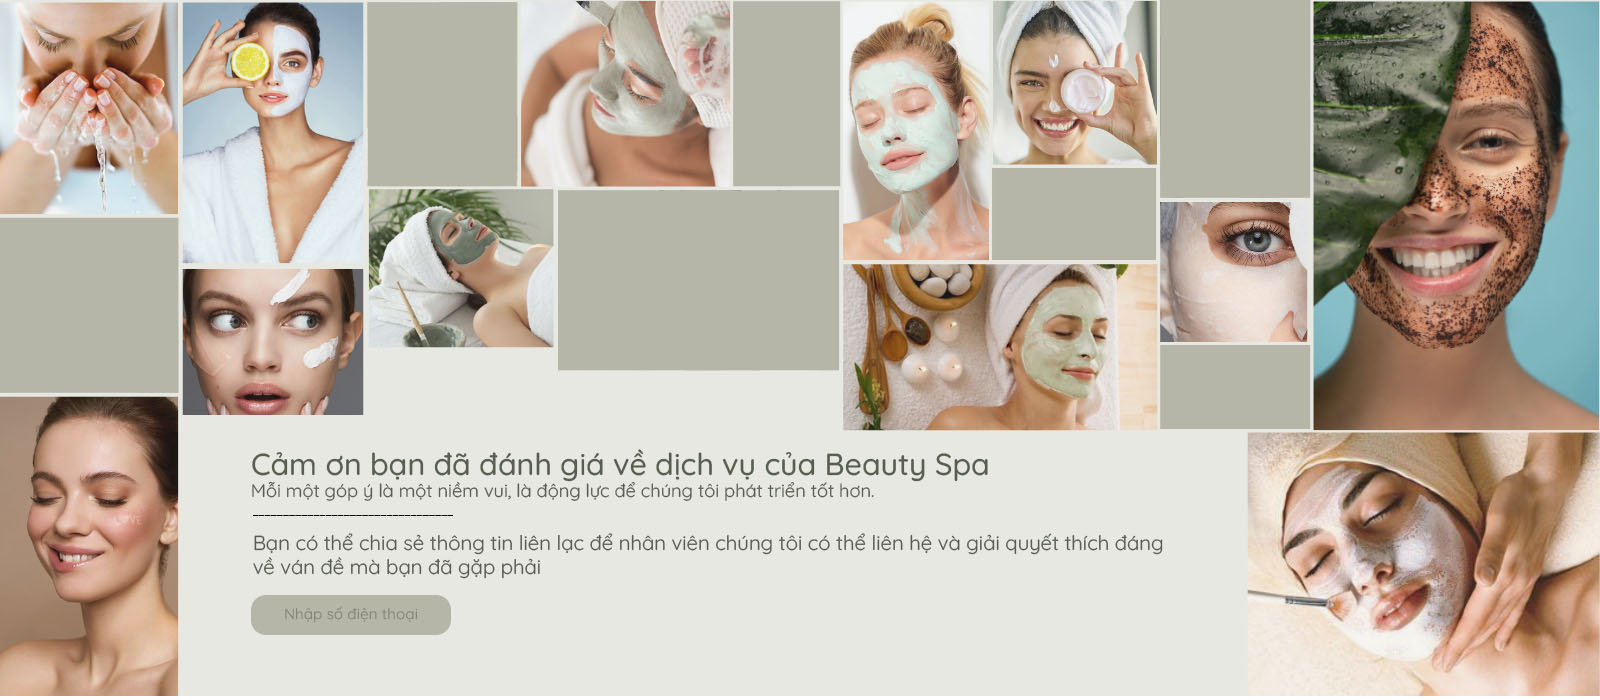 Cảm ơn bạn đã đánh giá về dịch vụ của Beauty Spa
Mỗi một góp ý là một niềm vui, là động lực để chúng tôi phát triển tốt hơn.
Bạn có thể chia sẻ thông tin liên lạc để nhân viên chúng tôi có thể liên hệ và giải quyết thích đáng
về ván đề mà bạn đã gặp phải
Nhập số điện thoại